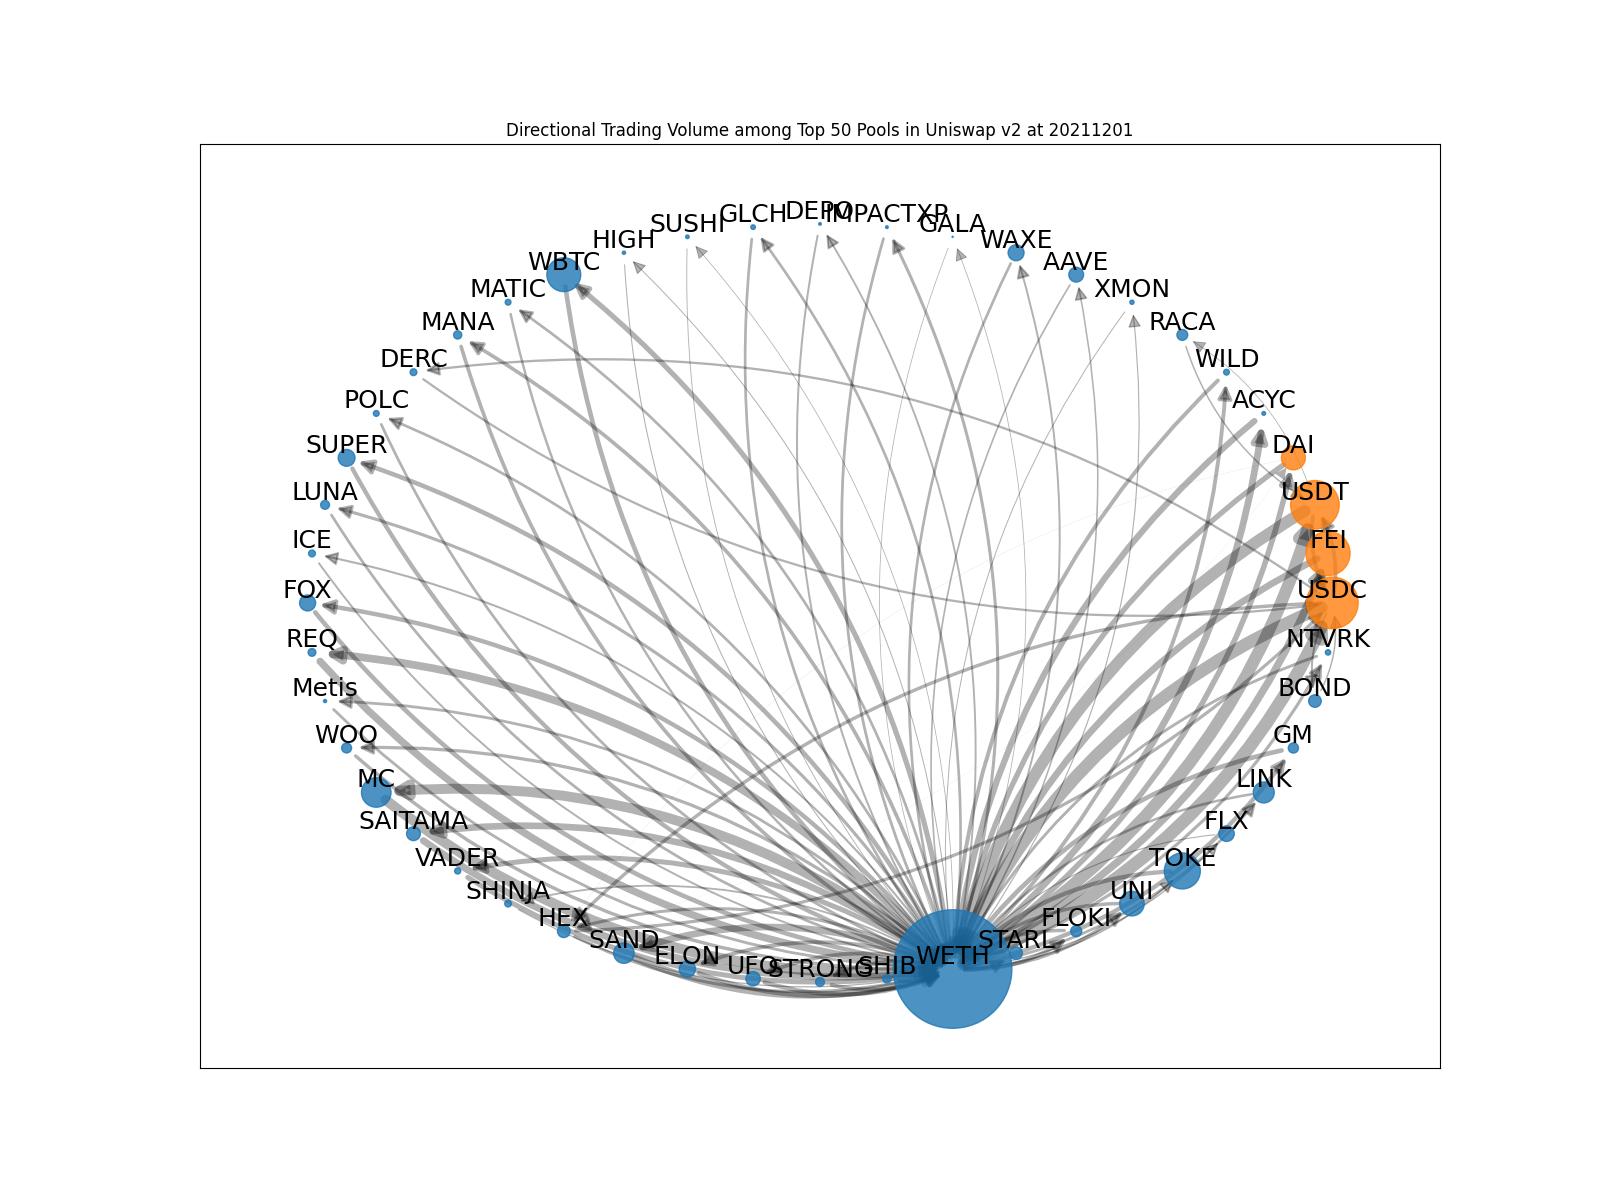 Directional Trading Volume among Top 50 Pools in Uniswap v2 at 20211201
GLCH
DEPO
IMPACTXP
GALA
SUSHI
HIGH
WAXE
WBTC
AAVE
MATIC
XMON
MANA
RACA
DERC
WILD
POLC
ACYC
SUPER
DAI
LUNA
USDT
ICE
FEI
FOX
USDC
REQ
NTVRK
Metis
BOND
WOO
GM
MC
LINK
SAITAMA
FLX
VADER
TOKE
SHINJA
UNI
HEX
FLOKI
SAND
STARL
ELON
WETH
UFO
STRONG
SHIB